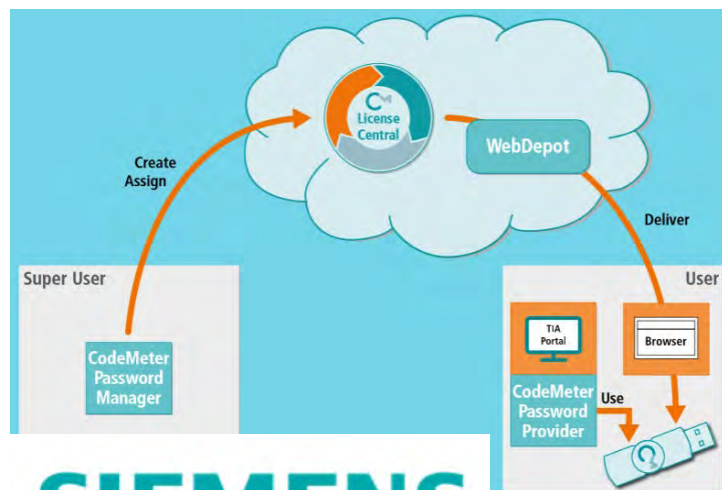 License
Central
WebDepot
Create
Assign
Deliver
Super User
User
CodeMeter
Password
Manager
TIA
Portal
Browser
CodeMeter
Password
Provider
Use
SIEMENS